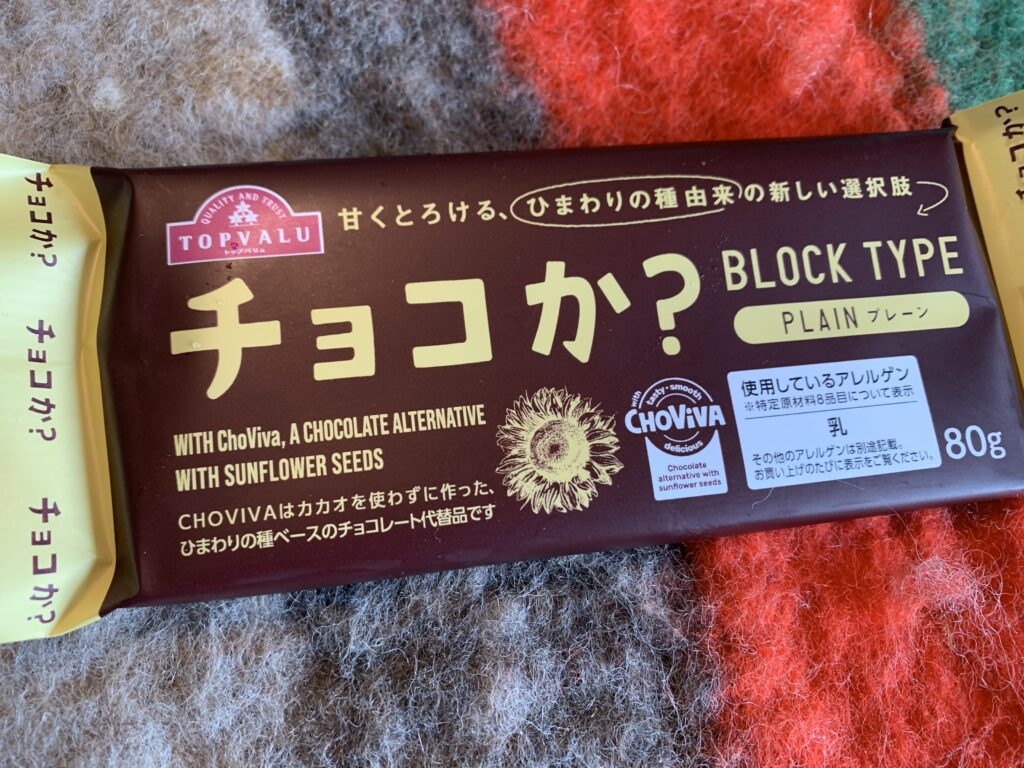 QUALITY AND TRUST
TOPVALU
トップバリュ
甘くとろける、ひまわりの種由来の新しい選択肢
チョコか?
BLOCK TYPE
PLAIN プレーン
WITH ChoViva, A CHOCOLATE ALTERNATIVE
WITH SUNFLOWER SEEDS
CHOVIVAはカカオを使わずに作った、
ひまわりの種ベースのチョコレート代替品です
with tasty・smooth
CHOViVA
delicious
Chocolate
alternative with
sunflower seeds
使用しているアレルゲン
※特定原材料8品目について表示
乳
その他のアレルゲンは別途記載。
お買い上げのたびに表示をご覧ください。
80g
チョコか?
チョコか?
チョコか?
チョコか?